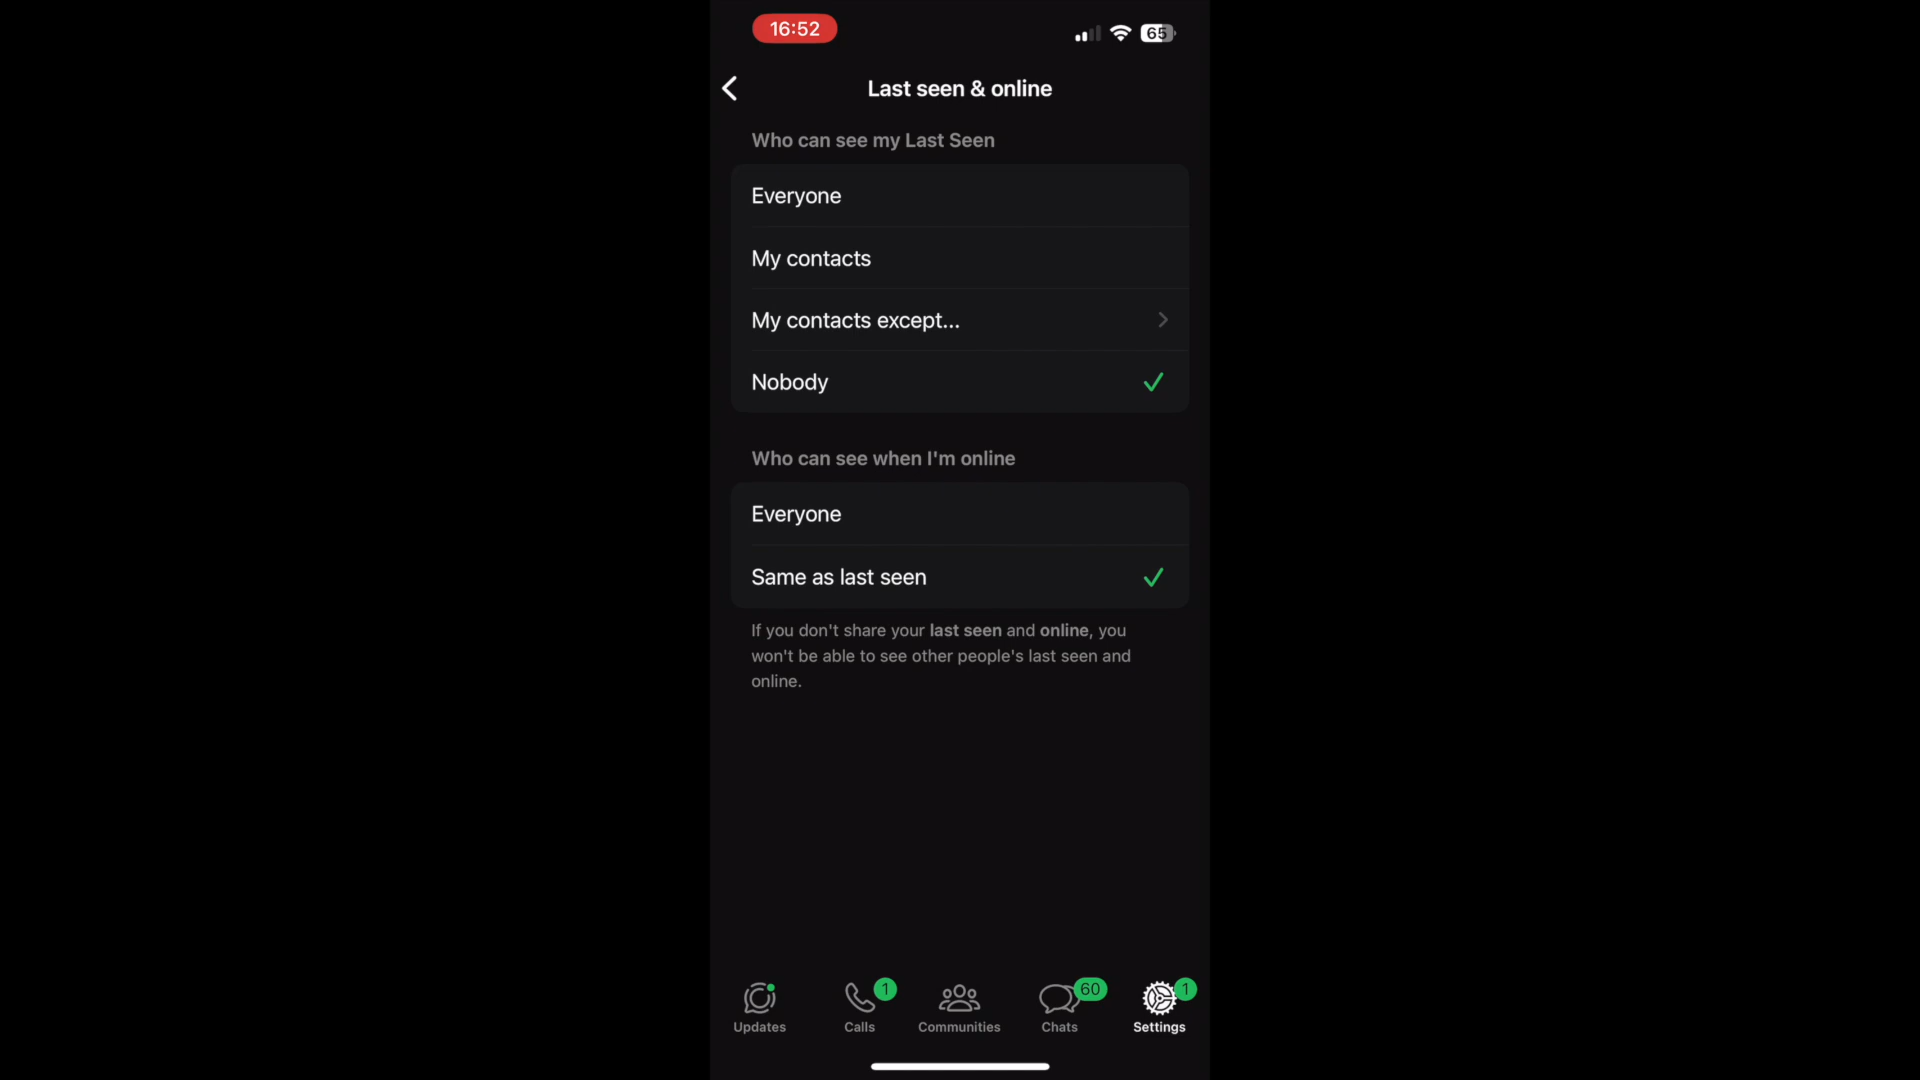 16:52
65
Last seen & online
Who can see my Last Seen
Everyone
My contacts
My contacts except...
Nobody
Who can see when I'm online
Everyone
Same as last seen
If you don't share your last seen and online, you
won't be able to see other people's last seen and
online.
1
60
1
Updates
Calls
Communities
Chats
Settings